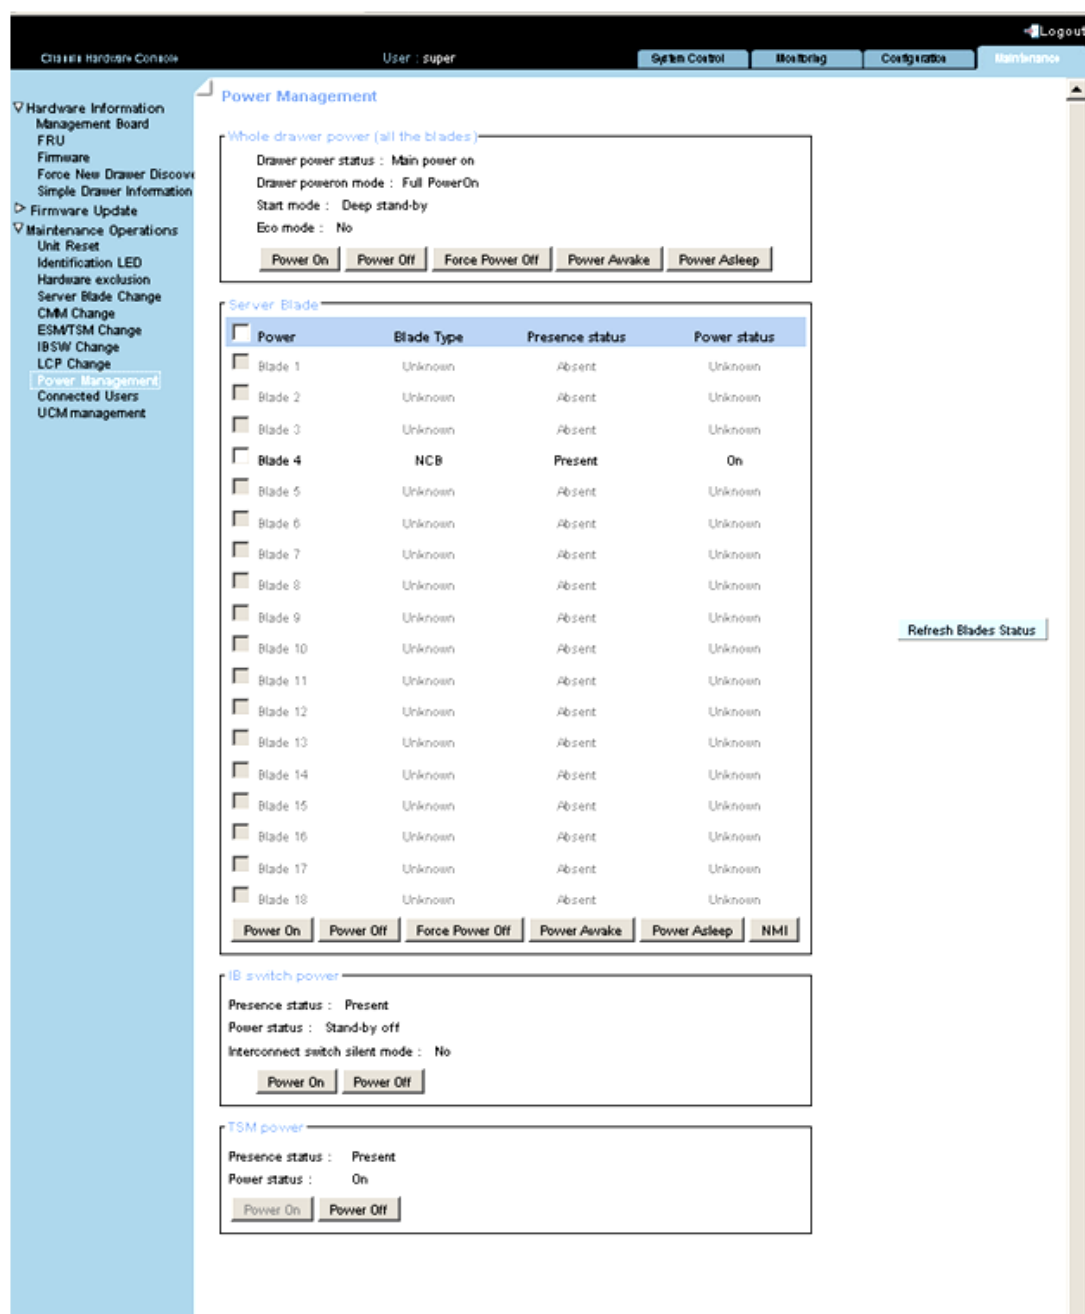 Logout
Chassis Hardware Console User : super System Control Monitoring Configuration Maintenance
Hardware Information
Management Board
FRU
Firmware
Force New Drawer Discove
Simple Drawer Information
Firmware Update
Maintenance Operations
Unit Reset
Identification LED
Hardware exclusion
Server Blade Change
CMM Change
ESM/TSM Change
IBSW Change
LCP Change
Power Management
Connected Users
UCM management
Power Management
Whole drawer power (all the blades)
Drawer power status : Main power on
Drawer poweron mode : Full PowerOn
Start mode : Deep stand-by
Eco mode : No
Power On Power Off Force Power Off Power Awake Power Asleep
Server Blade
Power Blade Type Presence status Power status
Blade 1 Unknown Absent Unknown
Blade 2 Unknown Absent Unknown
Blade 3 Unknown Absent Unknown
Blade 4 NCB Present On
Blade 5 Unknown Absent Unknown
Blade 6 Unknown Absent Unknown
Blade 7 Unknown Absent Unknown
Blade 8 Unknown Absent Unknown
Blade 9 Unknown Absent Unknown
Blade 10 Unknown Absent Unknown
Blade 11 Unknown Absent Unknown
Blade 12 Unknown Absent Unknown
Blade 13 Unknown Absent Unknown
Blade 14 Unknown Absent Unknown
Blade 15 Unknown Absent Unknown
Blade 16 Unknown Absent Unknown
Blade 17 Unknown Absent Unknown
Blade 18 Unknown Absent Unknown
Power On Power Off Force Power Off Power Awake Power Asleep NMI
Refresh Blades Status
IB switch power
Presence status : Present
Power status : Stand-by off
Interconnect switch silent mode : No
Power On Power Off
TSM power
Presence status : Present
Power status : On
Power On Power Off